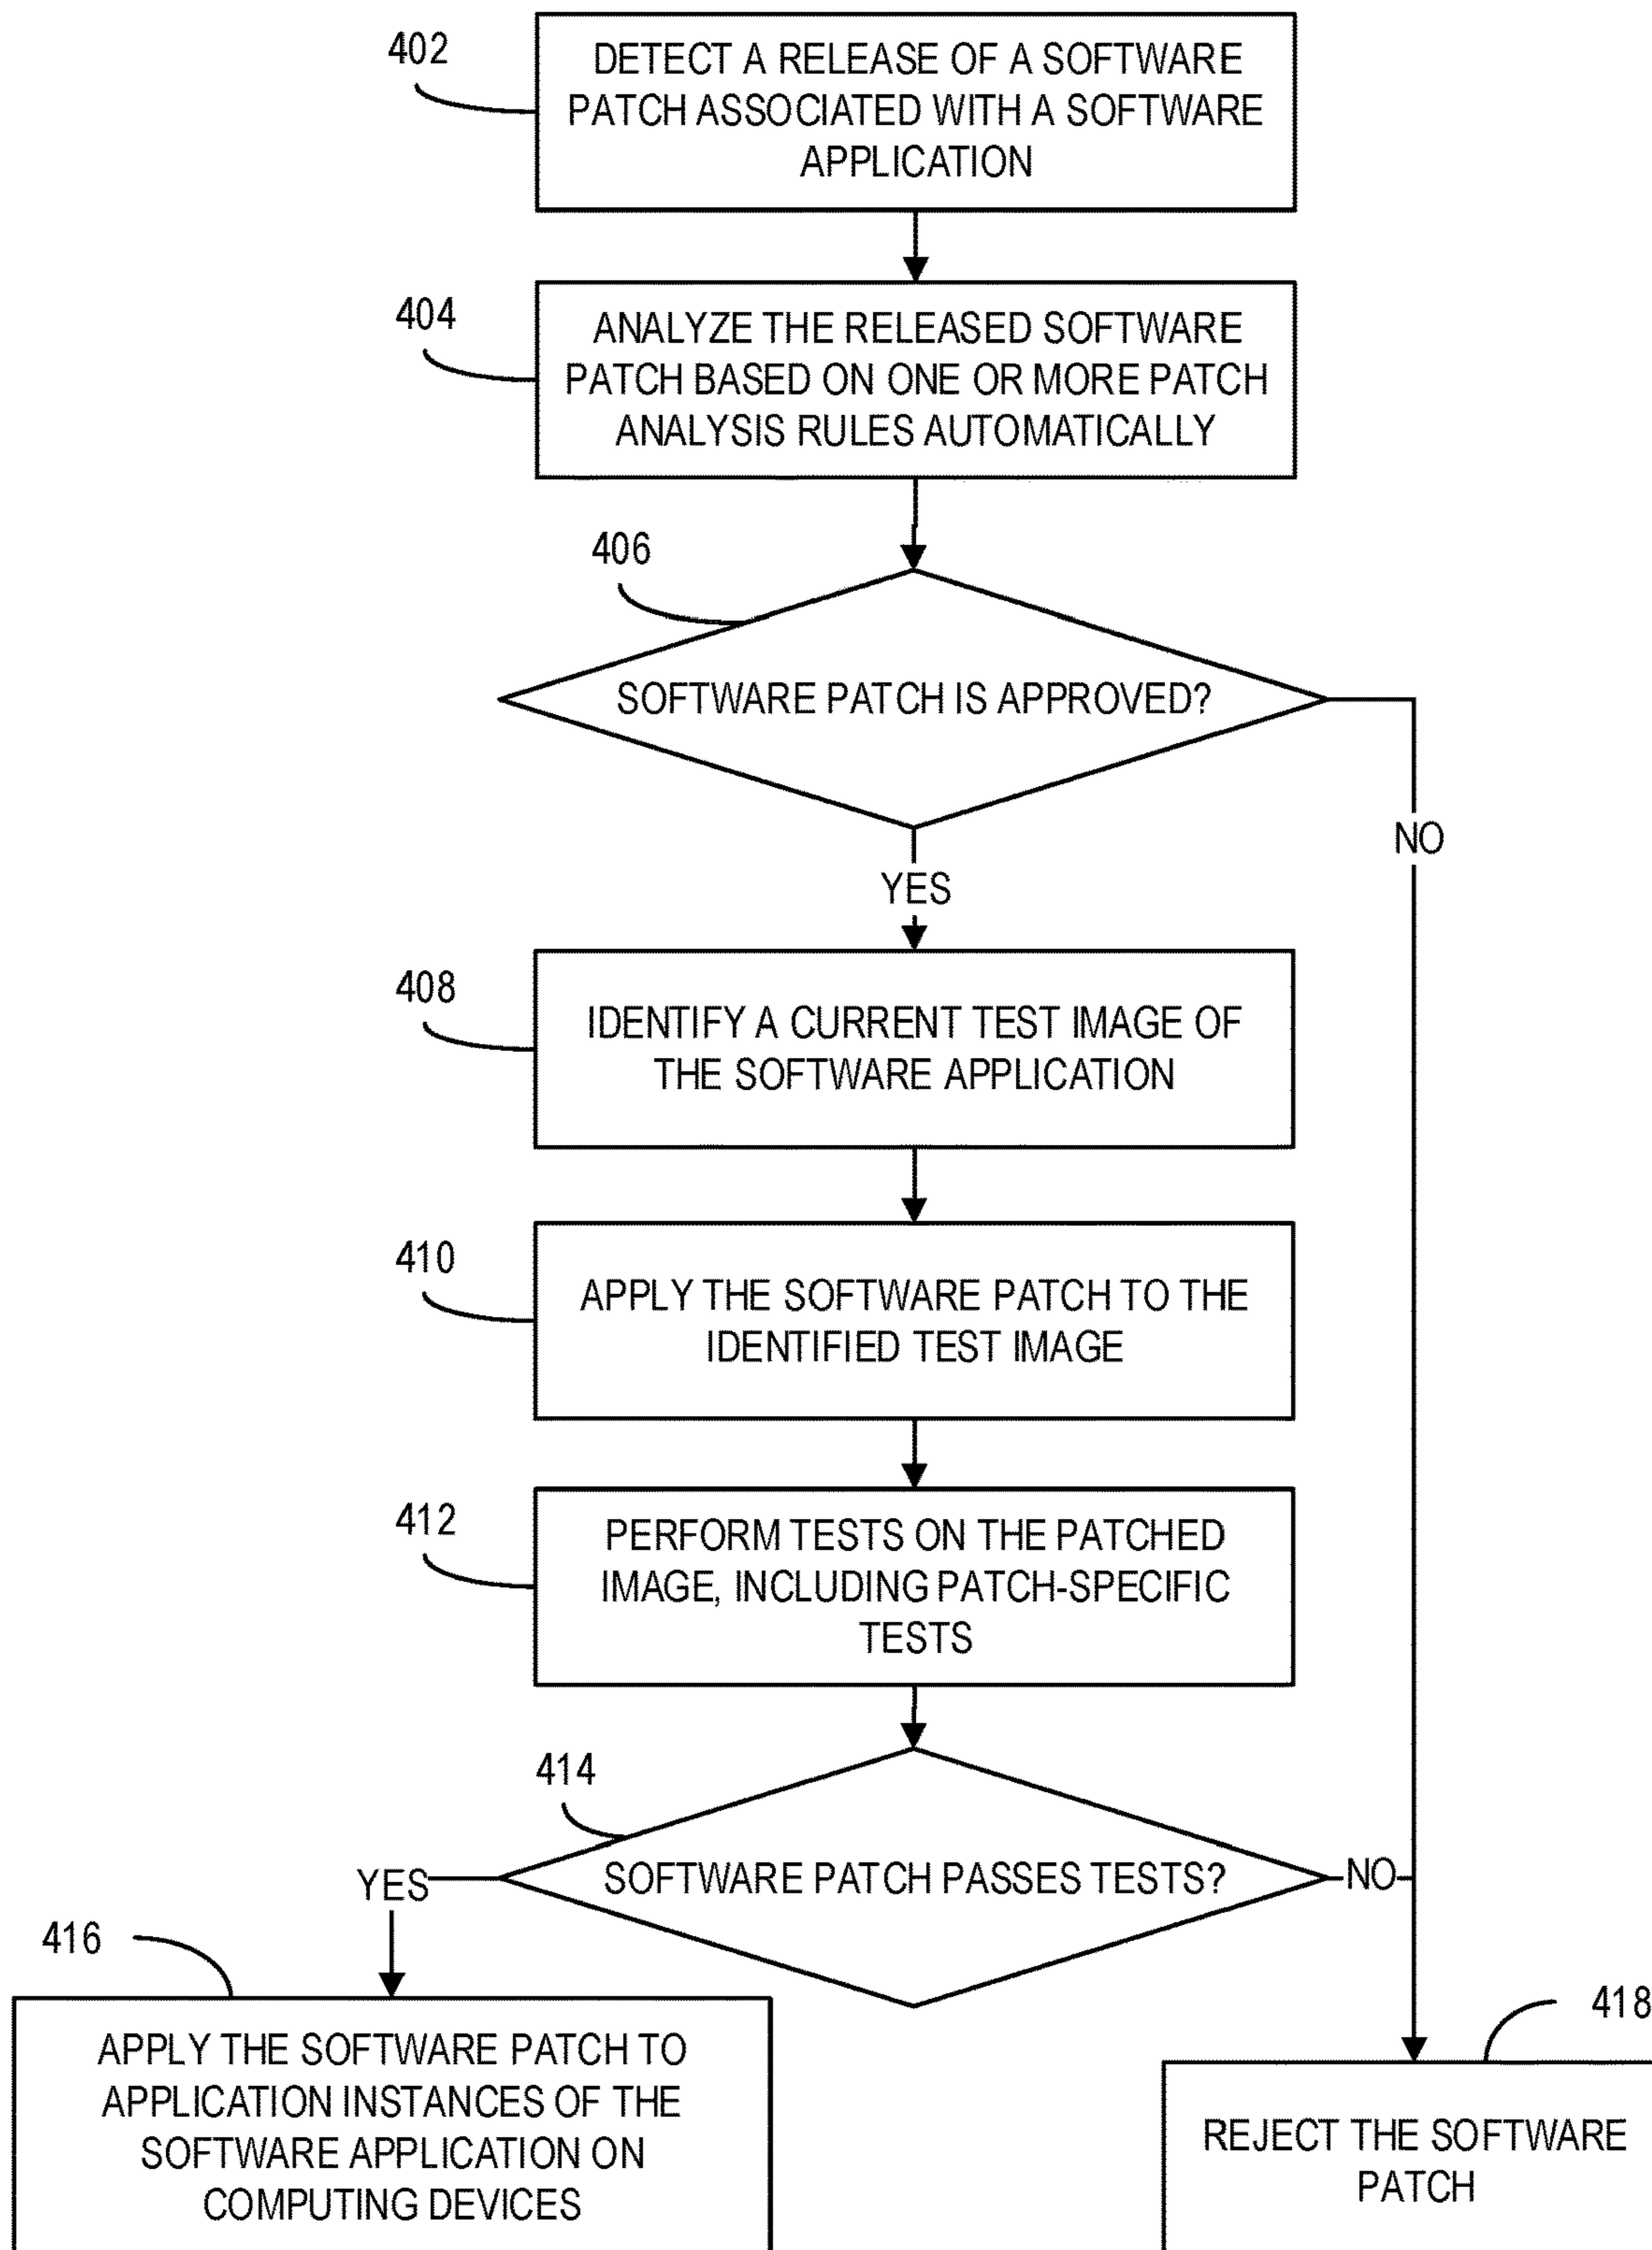 402
DETECT A RELEASE OF A SOFTWARE
PATCH ASSOCIATED WITH A SOFTWARE
APPLICATION
404
ANALYZE THE RELEASED SOFTWARE
PATCH BASED ON ONE OR MORE PATCH
ANALYSIS RULES AUTOMATICALLY
406
SOFTWARE PATCH IS APPROVED?
NO
YES
408
IDENTIFY A CURRENT TEST IMAGE OF
THE SOFTWARE APPLICATION
410
APPLY THE SOFTWARE PATCH TO THE
IDENTIFIED TEST IMAGE
412
PERFORM TESTS ON THE PATCHED
IMAGE, INCLUDING PATCH-SPECIFIC
TESTS
414
SOFTWARE PATCH PASSES TESTS?
YES
NO
416
APPLY THE SOFTWARE PATCH TO
APPLICATION INSTANCES OF THE
SOFTWARE APPLICATION ON
COMPUTING DEVICES
418
REJECT THE SOFTWARE
PATCH